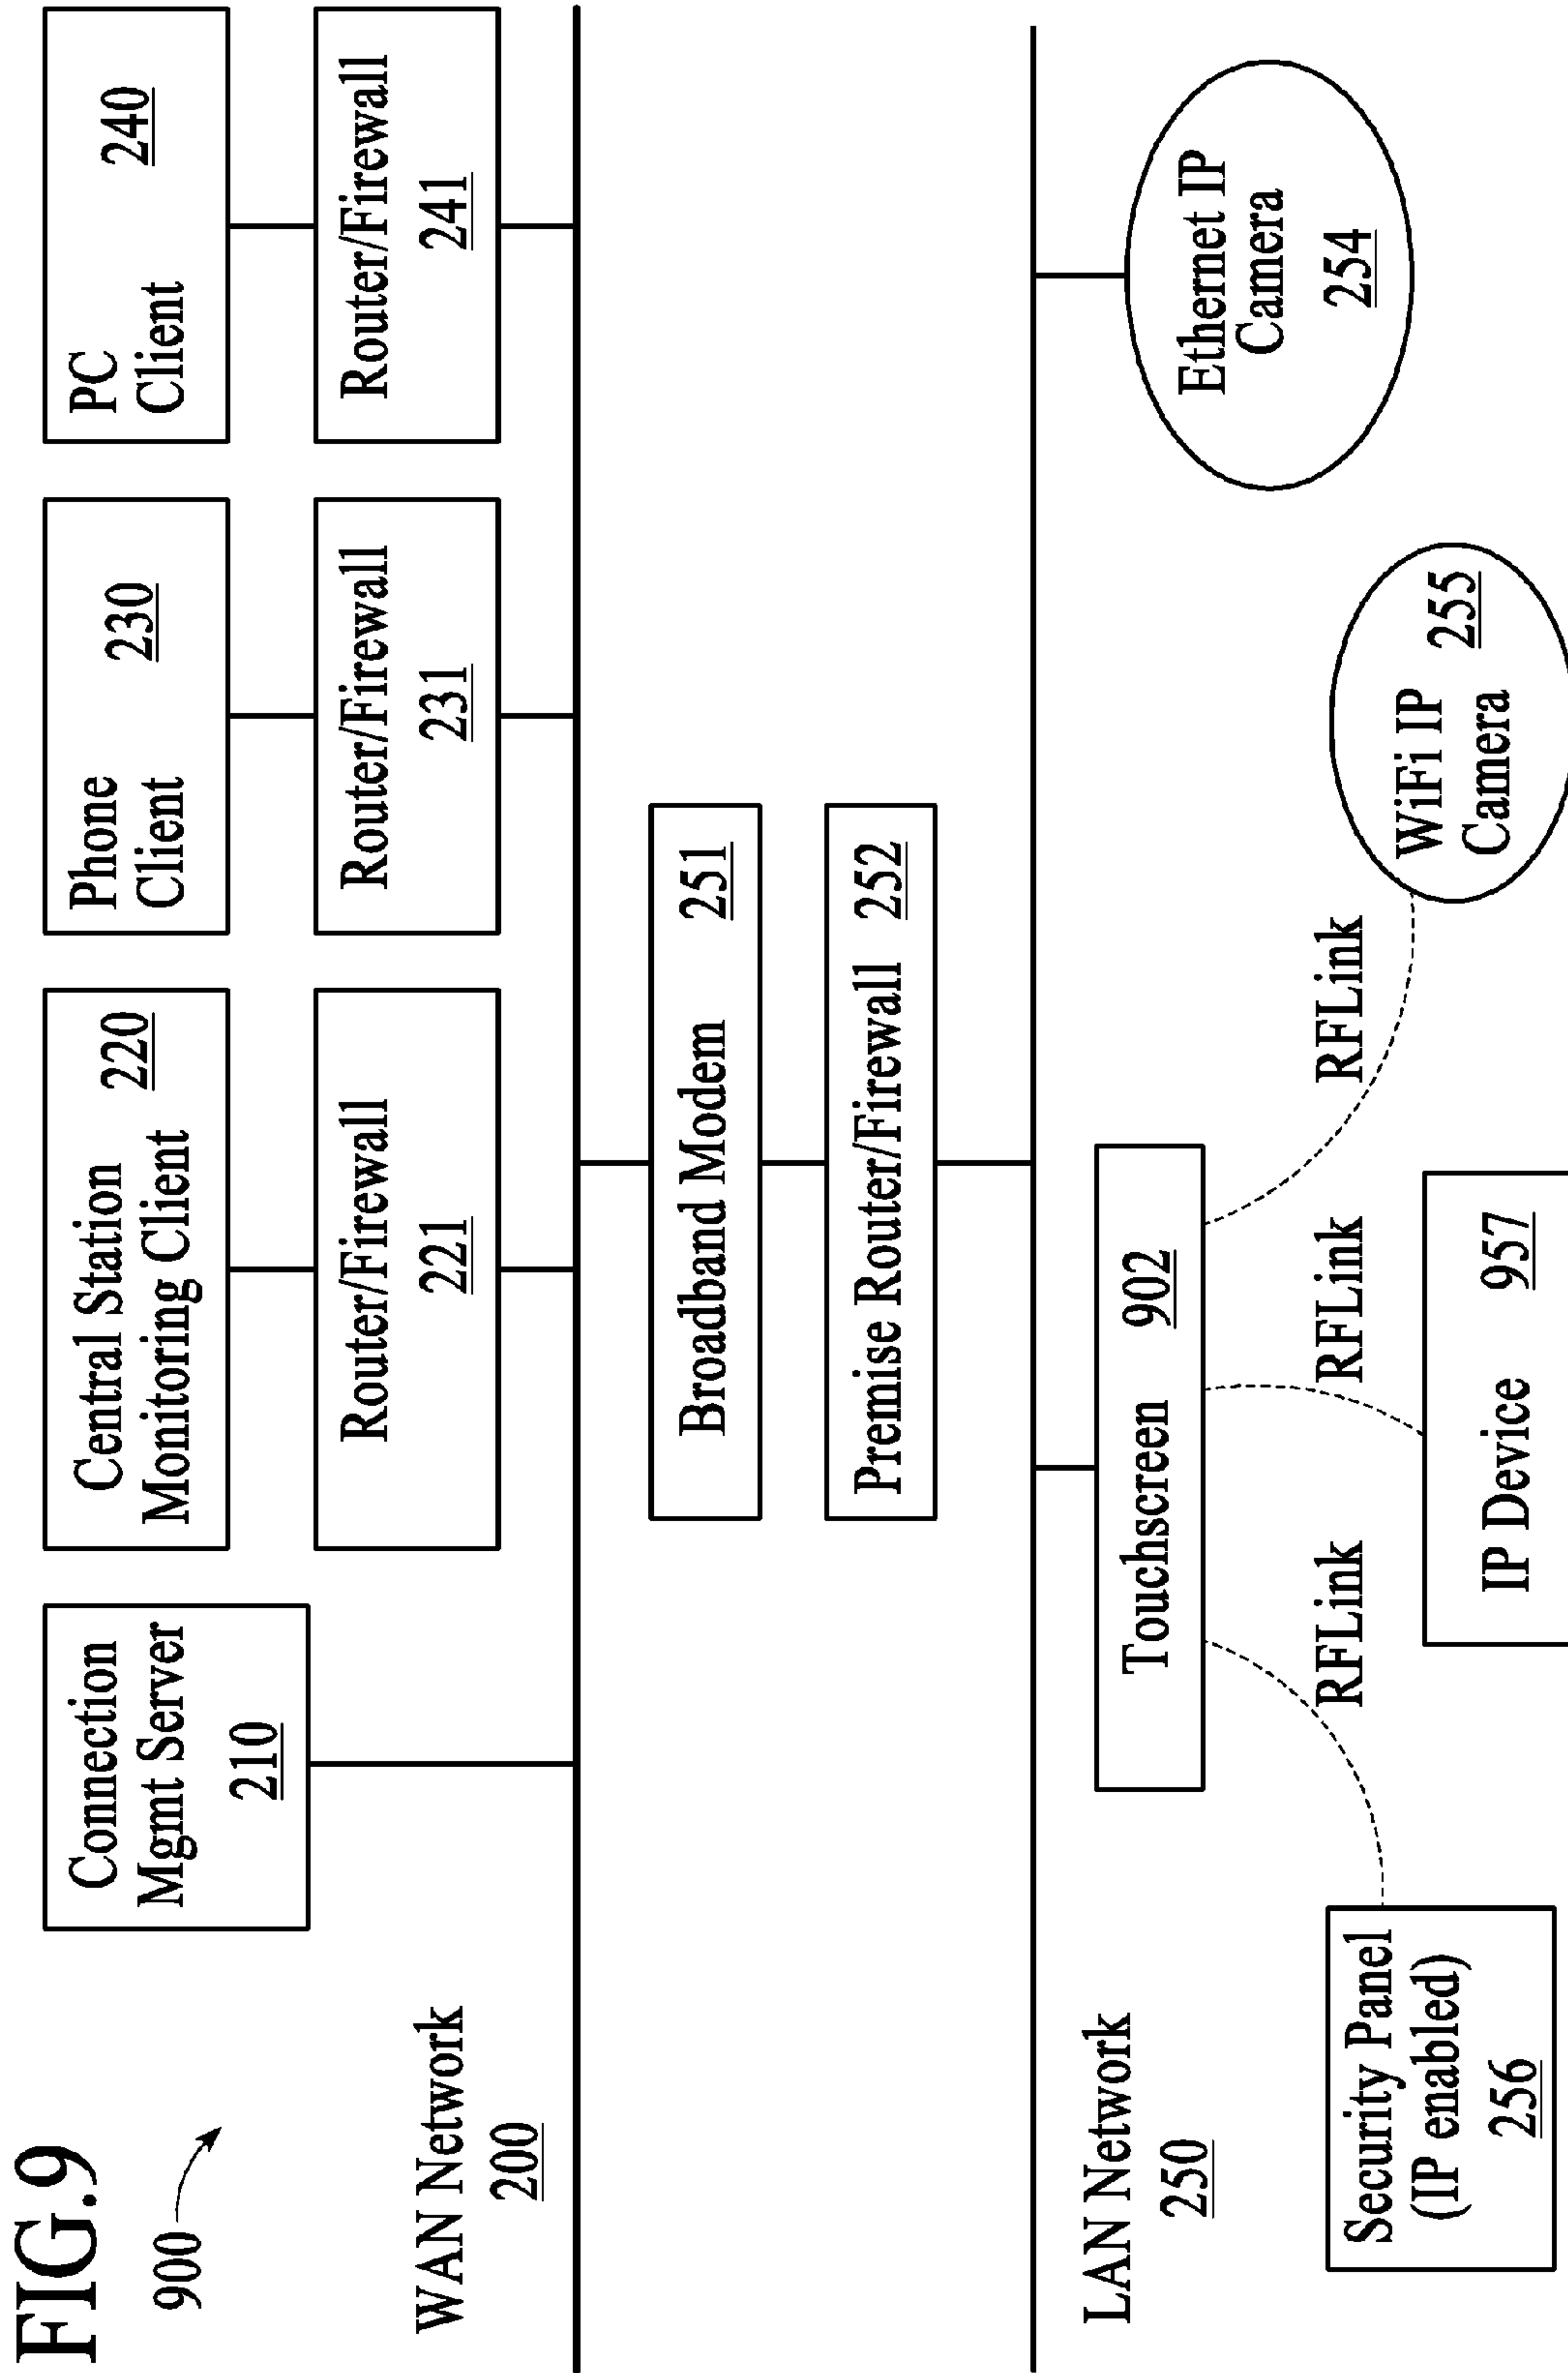 FIG.9
900
Connection
Mgmt Server
210
Central Station
Monitoring Client
220
Phone
Client
230
PC
Client
240
Router/Firewall
221
Router/Firewall
231
Router/Firewall
241
WAN Network
200
Broadband Modem 251
Premise Router/Firewall 252
LAN Network
250
Touchscreen 902
Ethernet IP
Camera
254
RFLink
RFLink
RFLink
Security Panel
(IP enabled)
256
IP Device 957
WiFi IP
Camera
255